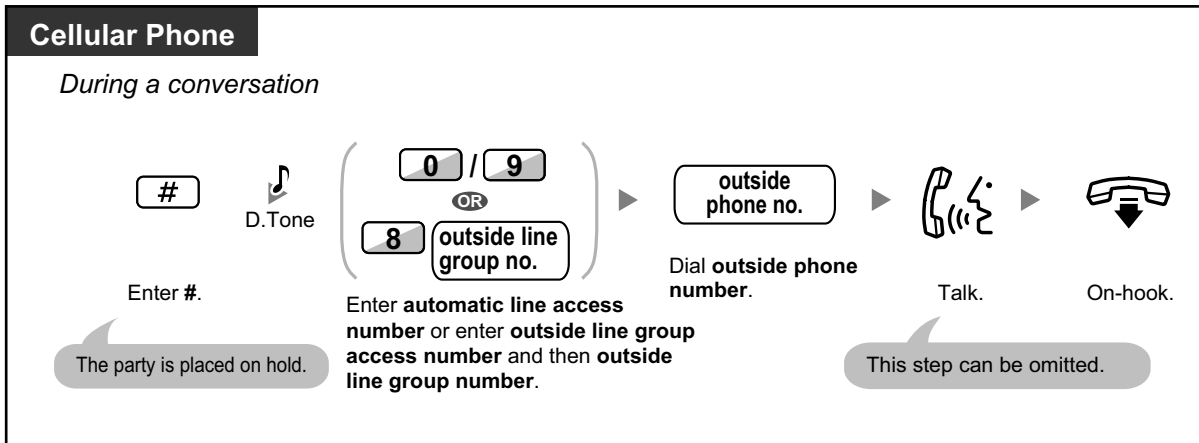 Cellular Phone
During a conversation
#
D.Tone
0 / 9
OR
8 outside line
group no.
outside
phone no.
Enter #.
The party is placed on hold.
Enter automatic line access
number or enter outside line group
access number and then outside
line group number.
Dial outside phone
number.
Talk.
This step can be omitted.
On-hook.